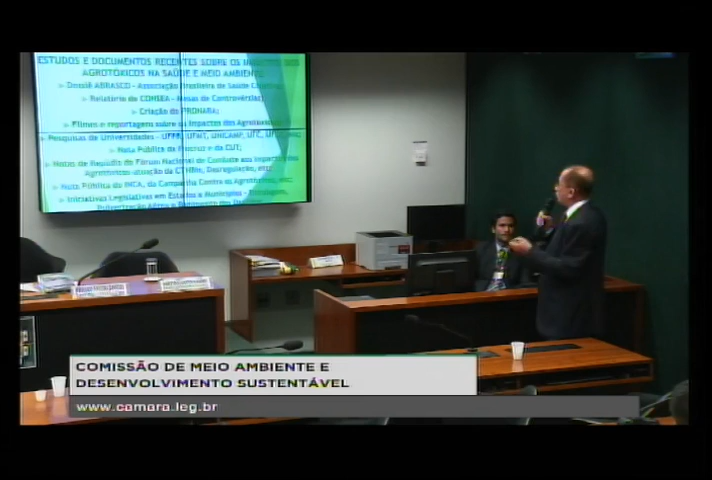 ESTUDOS E DOCUMENTOS RECENTES SOBRE OS IMPACTOS DOS
AGROTÓXICOS NA SAÚDE E MEIO AMBIENTE
Dossiê ABRASCO - Associação Brasileira de Saúde Coletiva;
Relatório do CONSEA - Mesas de Controvérsias;
Criação do PRONARA;
Filmes e reportagens sobre os Impactos dos Agrotóxicos;
Pesquisas de Universidades - UFPR, UFMT, UNICAMP, UFC,
Nota Pública da Fiocruz e da CUT;
Notas de Repúdio do Fórum Nacional de Combate aos Impactos dos
Agrotóxicos-atuação da CTNBio, Desregulação, etc;
Nota Pública do INCA, da Campanha Contra os Agrotóxicos, etc;
Iniciativas Legislativas em Estados e Municípios -
Pulverização Aérea e
COMISSÃO DE MEIO AMBIENTE E
DESENVOLVIMENTO SUSTENTÁVEL
www.camara.leg.br